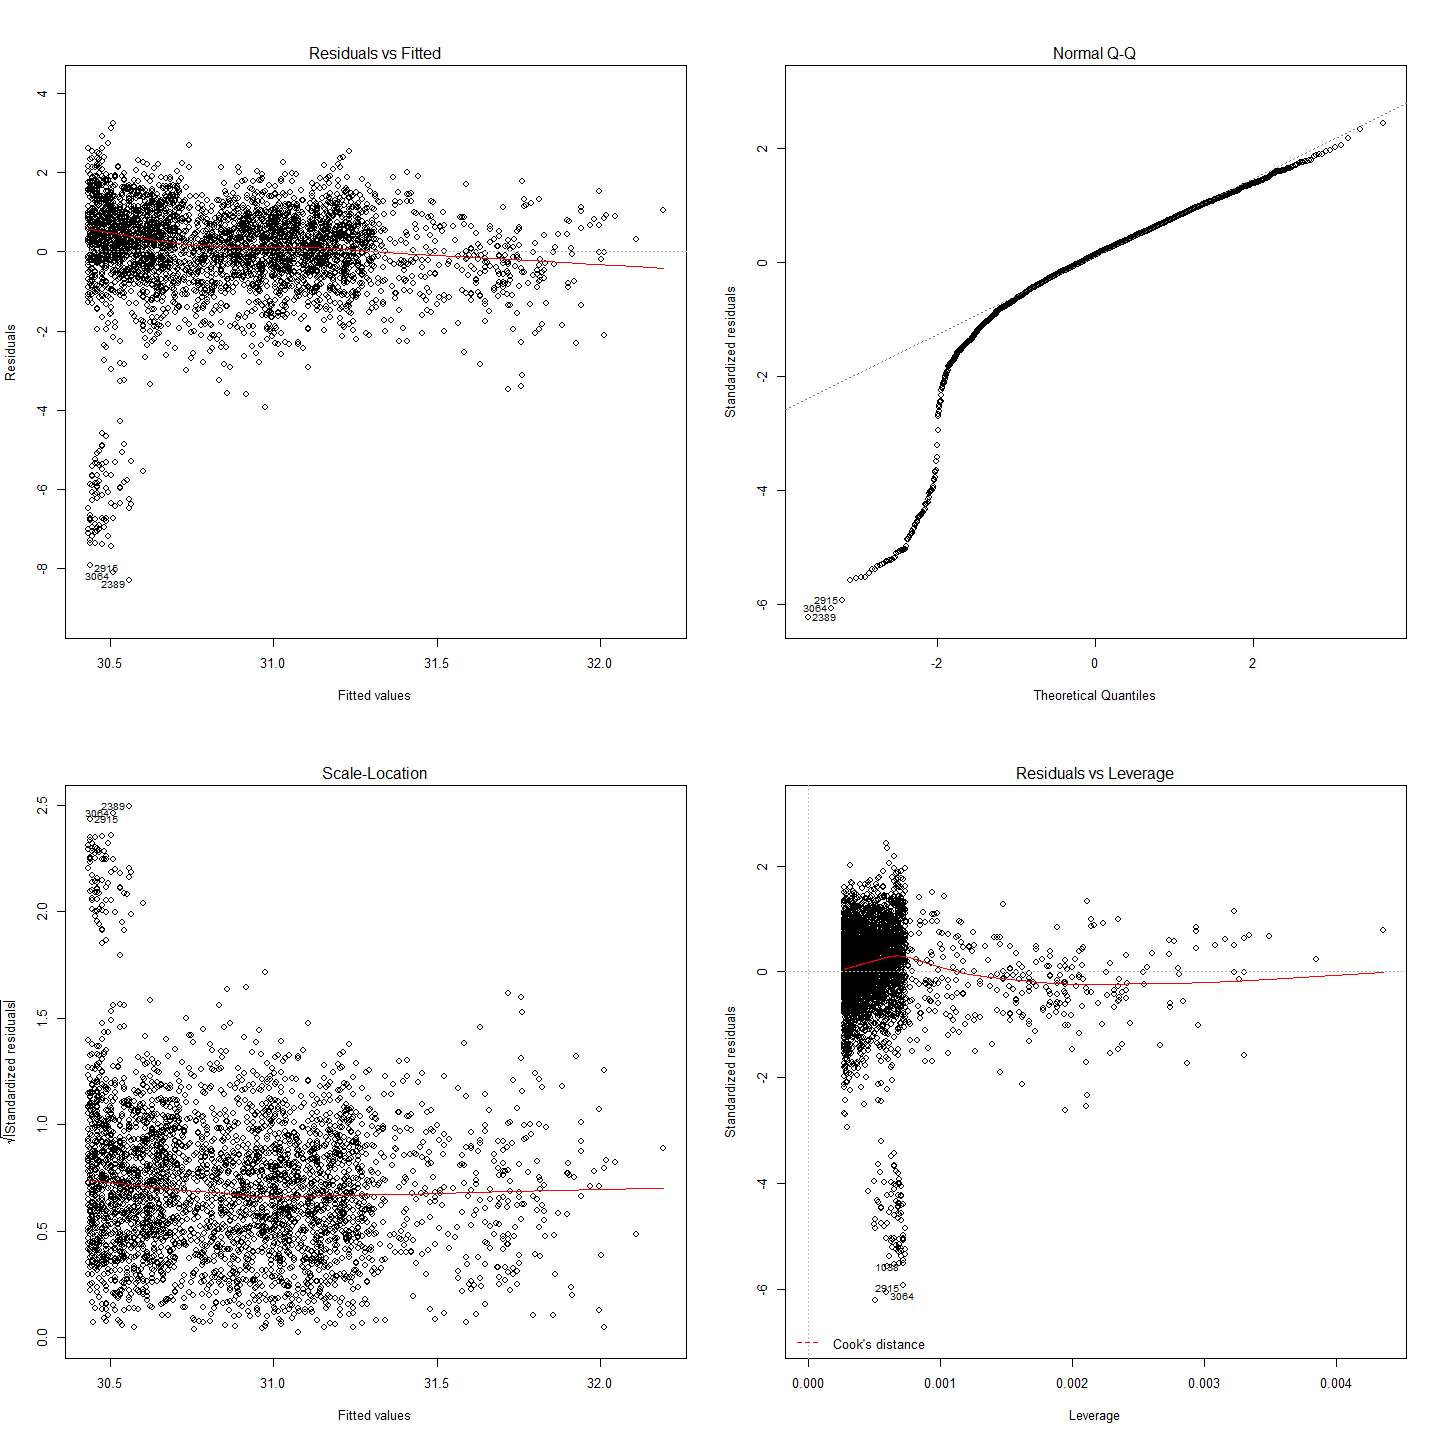 Residuals vs Fitted
Residuals
4
2
0
-2
-4
-6
-8
2915
3064
2389
30.5 31.0 31.5 32.0
Fitted values
Normal Q-Q
Standardized residuals
2
0
-2
-4
-6
2915
3064
2389
-2 0 2
Theoretical Quantiles
Scale-Location
√|Standardized residuals|
2.5
2.0
1.5
1.0
0.5
0.0
2389
3064
2915
30.5 31.0 31.5 32.0
Fitted values
Residuals vs Leverage
Standardized residuals
2
0
-2
-4
-6
2915
3064
Cook's distance
0.000 0.001 0.002 0.003 0.004
Leverage